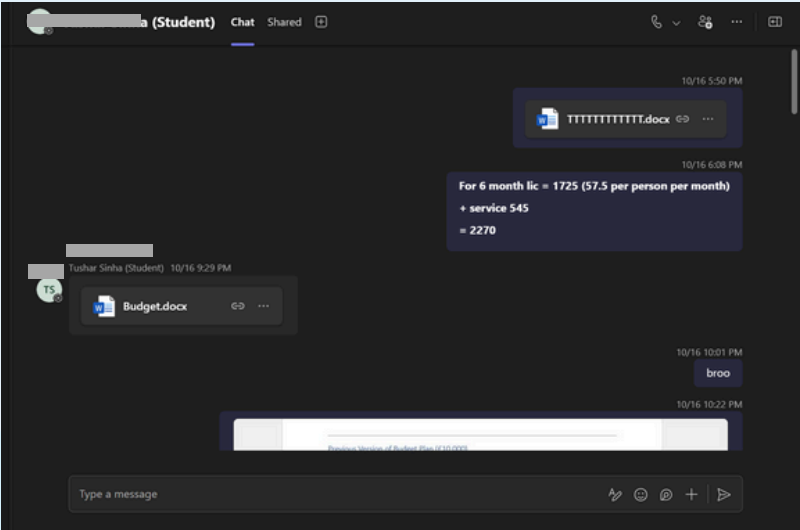 (Student) Chat Shared
10/16 5:50 PM
TTTTTTTTTTTT.docx
10/16 6:08 PM
For 6 month lic = 1725 (57.5 per person per month)
+ service 545
= 2270
Tushar Sinha (Student) 10/16 9:29 PM
TS
Budget.docx
10/16 10:01 PM
broo
10/16 10:22 PM
Previous Version of Budget Plan (£10,000)
Type a message